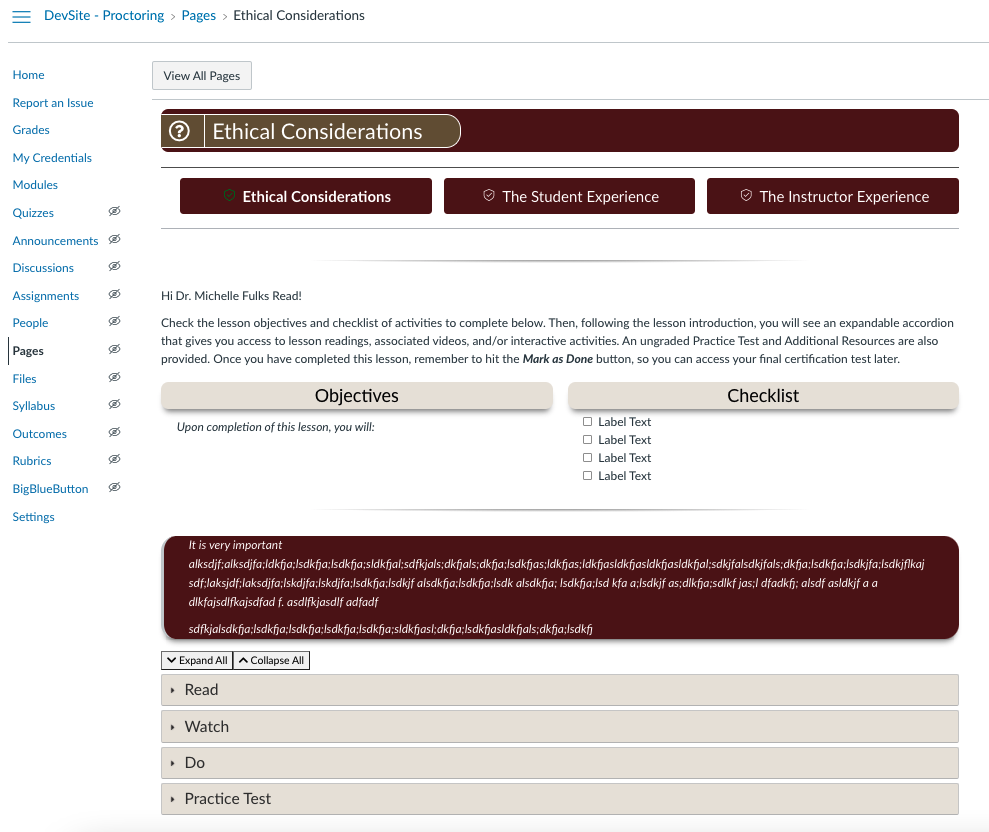 DevSite - Proctoring › Pages › Ethical Considerations
Home
Report an Issue
Grades
My Credentials
Modules
Quizzes
Announcements
Discussions
Assignments
People
Pages
Files
Syllabus
Outcomes
Rubrics
BigBlueButton
Settings
View All Pages
Ethical Considerations
Ethical Considerations
The Student Experience
The Instructor Experience
Hi Dr. Michelle Fulks Read!
Check the lesson objectives and checklist of activities to complete below. Then, following the lesson introduction, you will see an expandable accordion
that gives you access to lesson readings, associated videos, and/or interactive activities. An ungraded Practice Test and Additional Resources are also
provided. Once you have completed this lesson, remember to hit the Mark as Done button, so you can access your final certification test later.
Objectives
Upon completion of this lesson, you will:
Checklist
Label Text
Label Text
Label Text
Label Text
It is very important
alksdjf;alksdjfa;ldkfja;lsdkfja;lsdkfja;sldkfjal;sdfkjals;dkfjals;dkfja;lsdkfjas;ldkfjas;ldkfjasldkfjasldkfjasldkfjal;sdkjfalsdkjfals;dkfja;lsdkfja;lsdkjfa;lsdkjflkaj
sdf;laksjdf;laksdjfa;lskdjfa;lskdjfa;lsdkfja;lsdkjf alsdkfja;lsdkfja;lsdk alsdkfja; lsdkfja;lsd kfa a;lsdkjf as;dlkfja;sdlkf jas;l dfadkfj; alsdf asldkjf a a
dlkfajsdlfkajsdfad f. asdlfkjasdlf adfadf
sdfkjalsdkfja;lsdkfja;lsdkfja;lsdkfja;lsdkfja;sldkfjasl;dkfja;lsdkfjasldkfjals;dkfja;lsdkfj
Expand All Collapse All
Read
Watch
Do
Practice Test